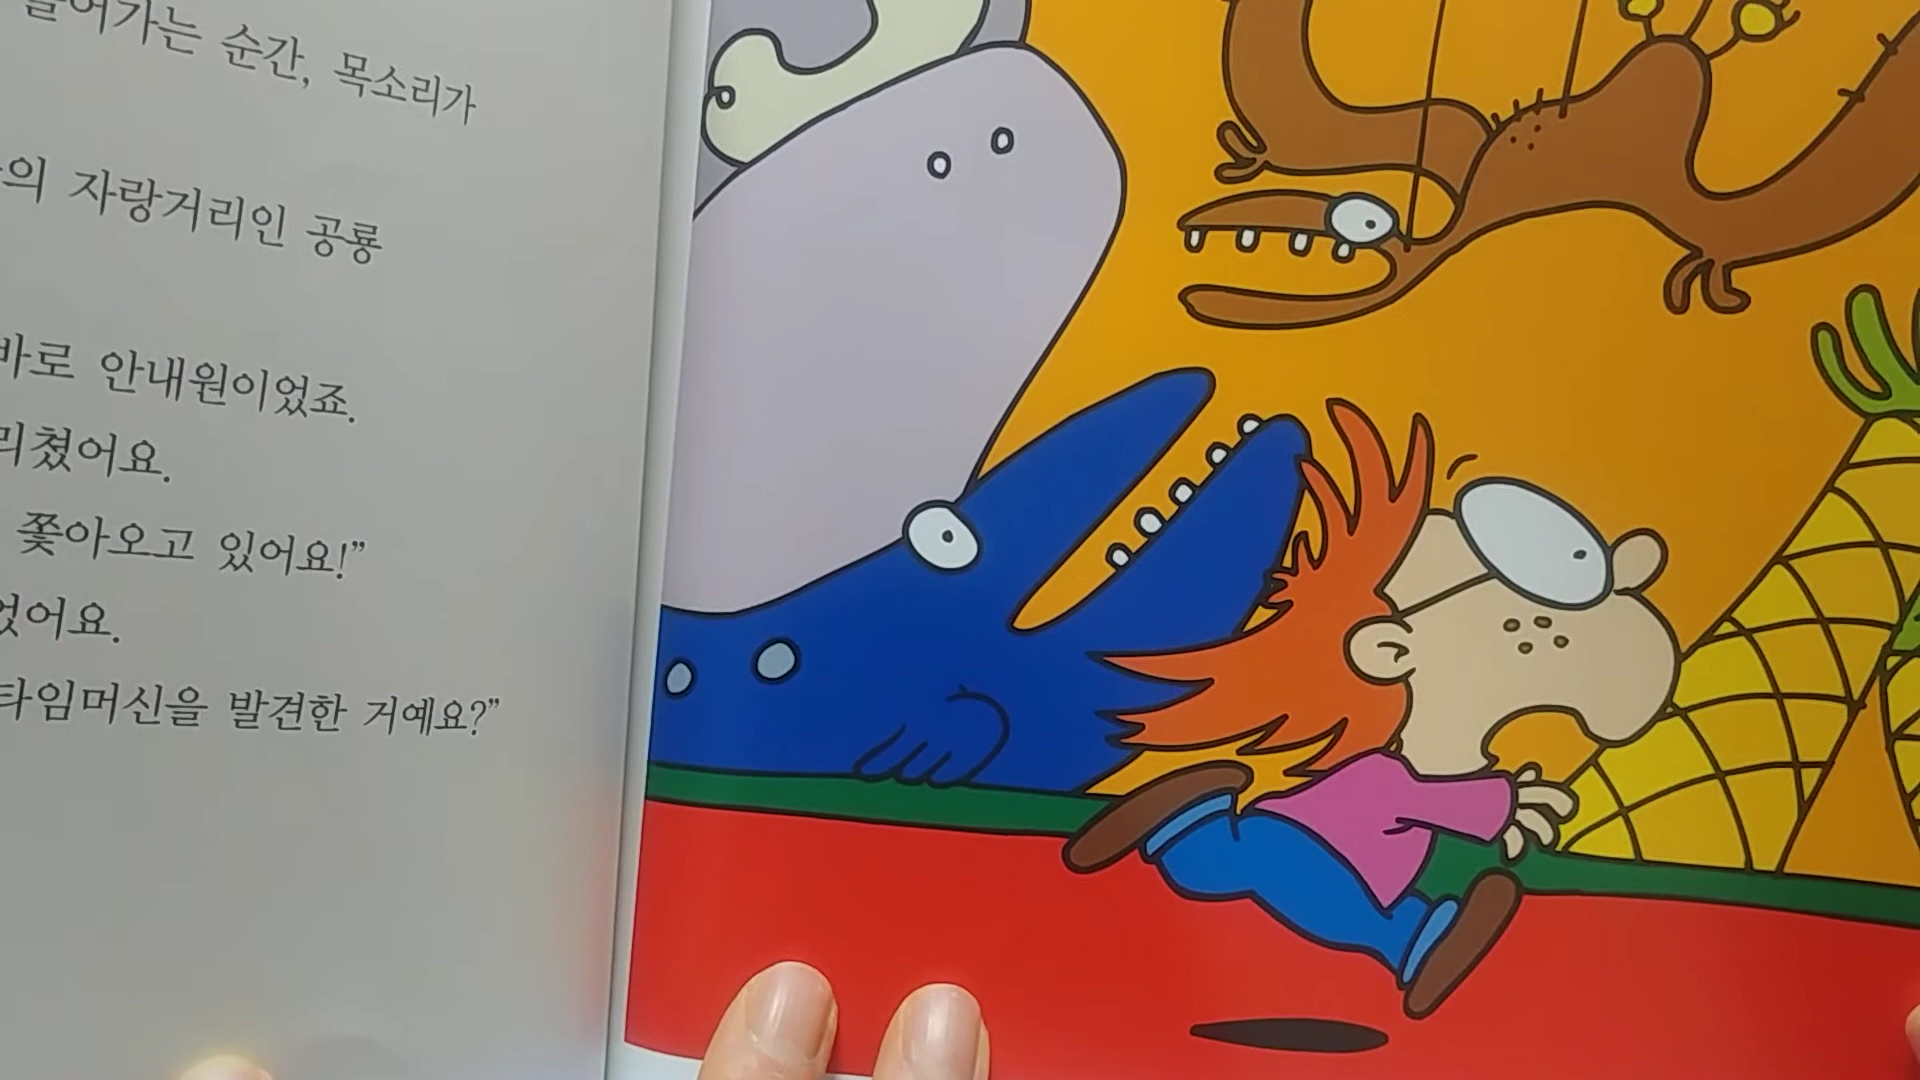 들어가는 순간, 목소리가
의 자랑거리인 공룡
바로 안내원이었죠.
리쳤어요.
쫓아오고 있어요!”
었어요.
타임머신을 발견한 거예요?”